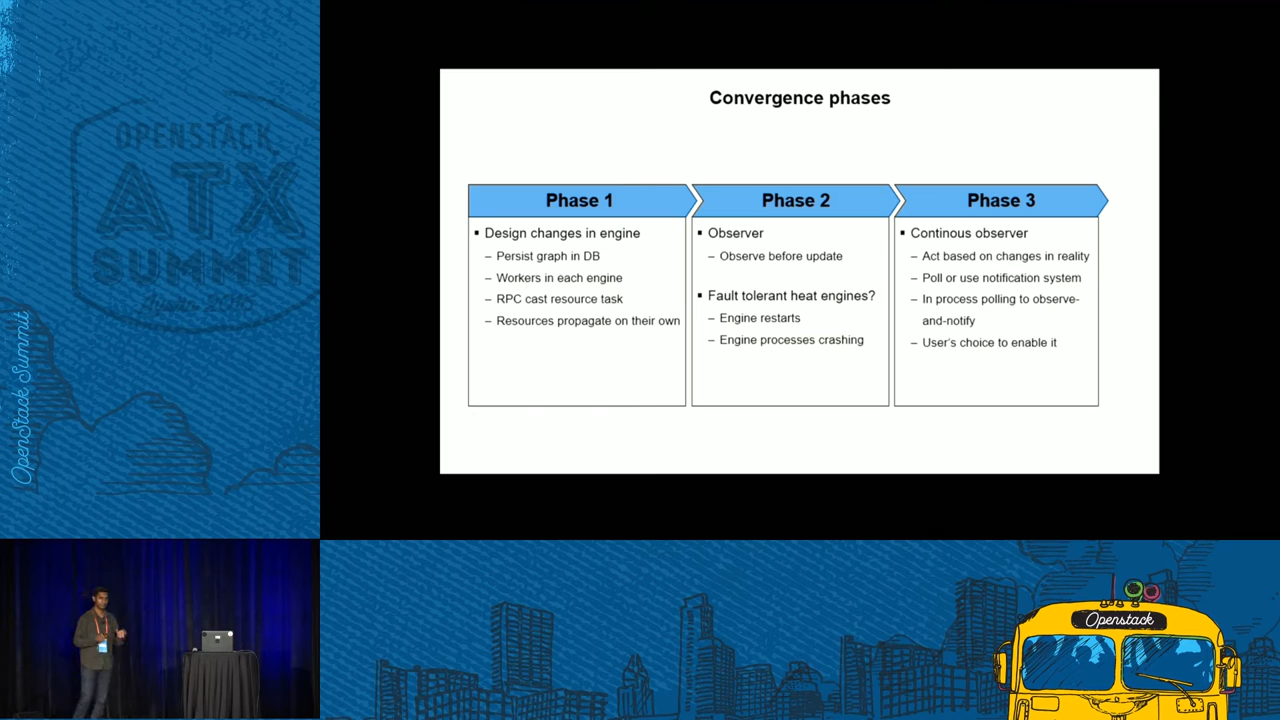 OPENSTACK
ATX
SUMMIT
Austin 2016
OpenStack Summit
Convergence phases
Phase 1
▪ Design changes in engine
– Persist graph in DB
– Workers in each engine
– RPC cast resource task
– Resources propagate on their own
Phase 2
▪ Observer
– Observe before update
▪ Fault tolerant heat engines?
– Engine restarts
– Engine processes crashing
Phase 3
▪ Continous observer
– Act based on changes in reality
– Poll or use notification system
– In process polling to observe-
and-notify
– User's choice to enable it
Openstack